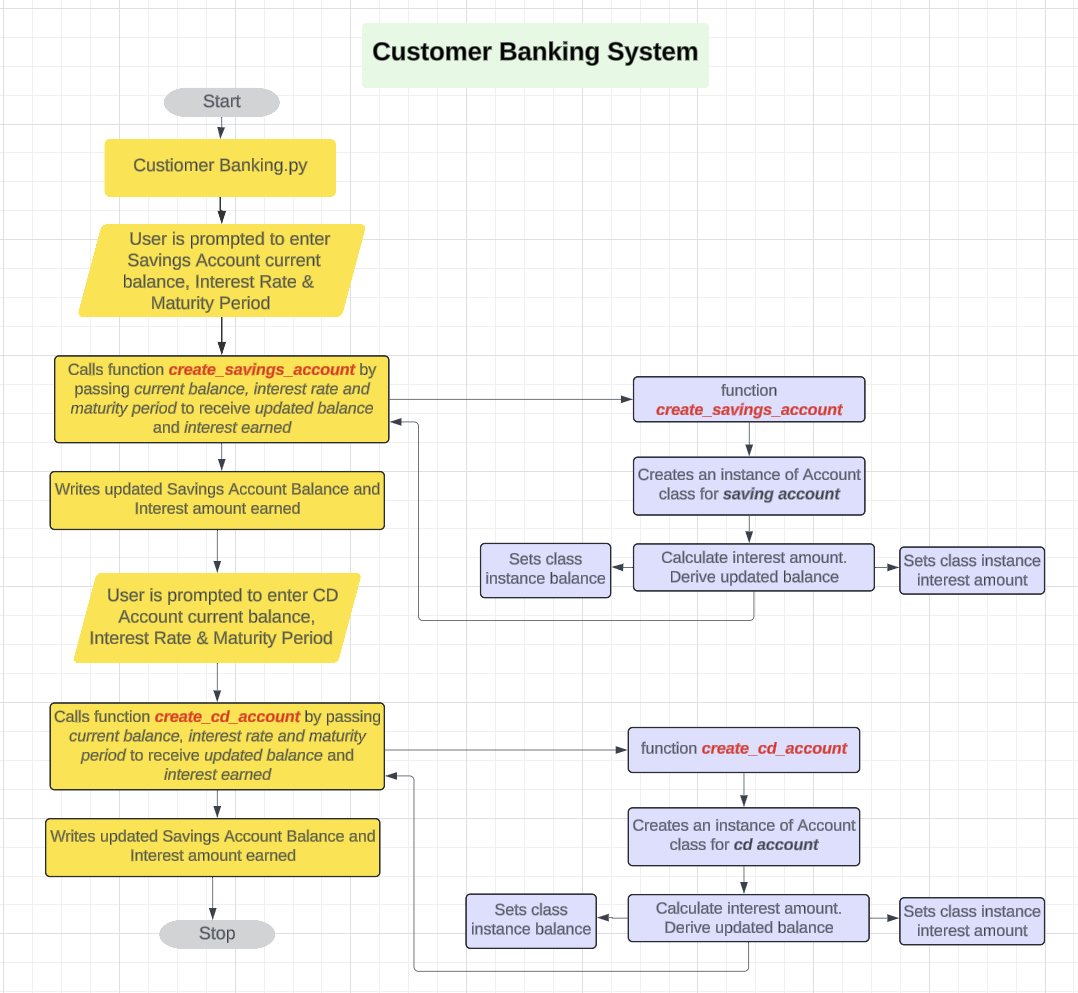 Customer Banking System
Start
Custiomer Banking.py
User is prompted to enter
Savings Account current
balance, Interest Rate &
Maturity Period
Calls function create_savings_account by
passing current balance, interest rate and
maturity period to receive updated balance
and interest earned
function
create_savings_account
Creates an instance of Account
class for saving account
Writes updated Savings Account Balance and
Interest amount earned
Sets class
instance balance
Calculate interest amount.
Derive updated balance
Sets class instance
interest amount
User is prompted to enter CD
Account current balance,
Interest Rate & Maturity Period
Calls function create_cd_account by passing
current balance, interest rate and maturity
period to receive updated balance and
interest earned
function create_cd_account
Creates an instance of Account
class for cd account
Writes updated Savings Account Balance and
Interest amount earned
Sets class
instance balance
Calculate interest amount.
Derive updated balance
Sets class instance
interest amount
Stop